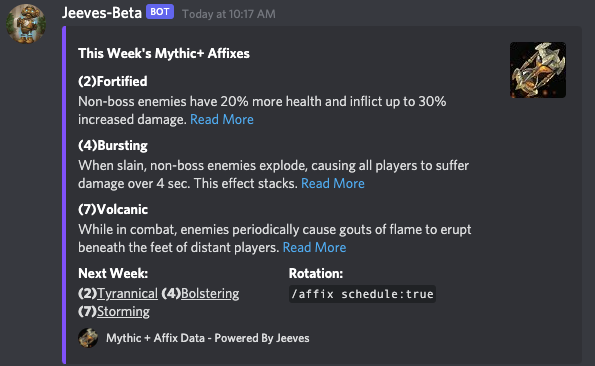 Jeeves-Beta BOT Today at 10:17 AM
This Week's Mythic+ Affixes
(2)Fortified
Non-boss enemies have 20% more health and inflict up to 30%
increased damage. Read More
(4)Bursting
When slain, non-boss enemies explode, causing all players to suffer
damage over 4 sec. This effect stacks. Read More
(7)Volcanic
While in combat, enemies periodically cause gouts of flame to erupt
beneath the feet of distant players. Read More
Next Week:
(2)Tyrannical (4)Bolstering
(7)Storming
Rotation:
/affix schedule:true
Mythic + Affix Data - Powered By Jeeves